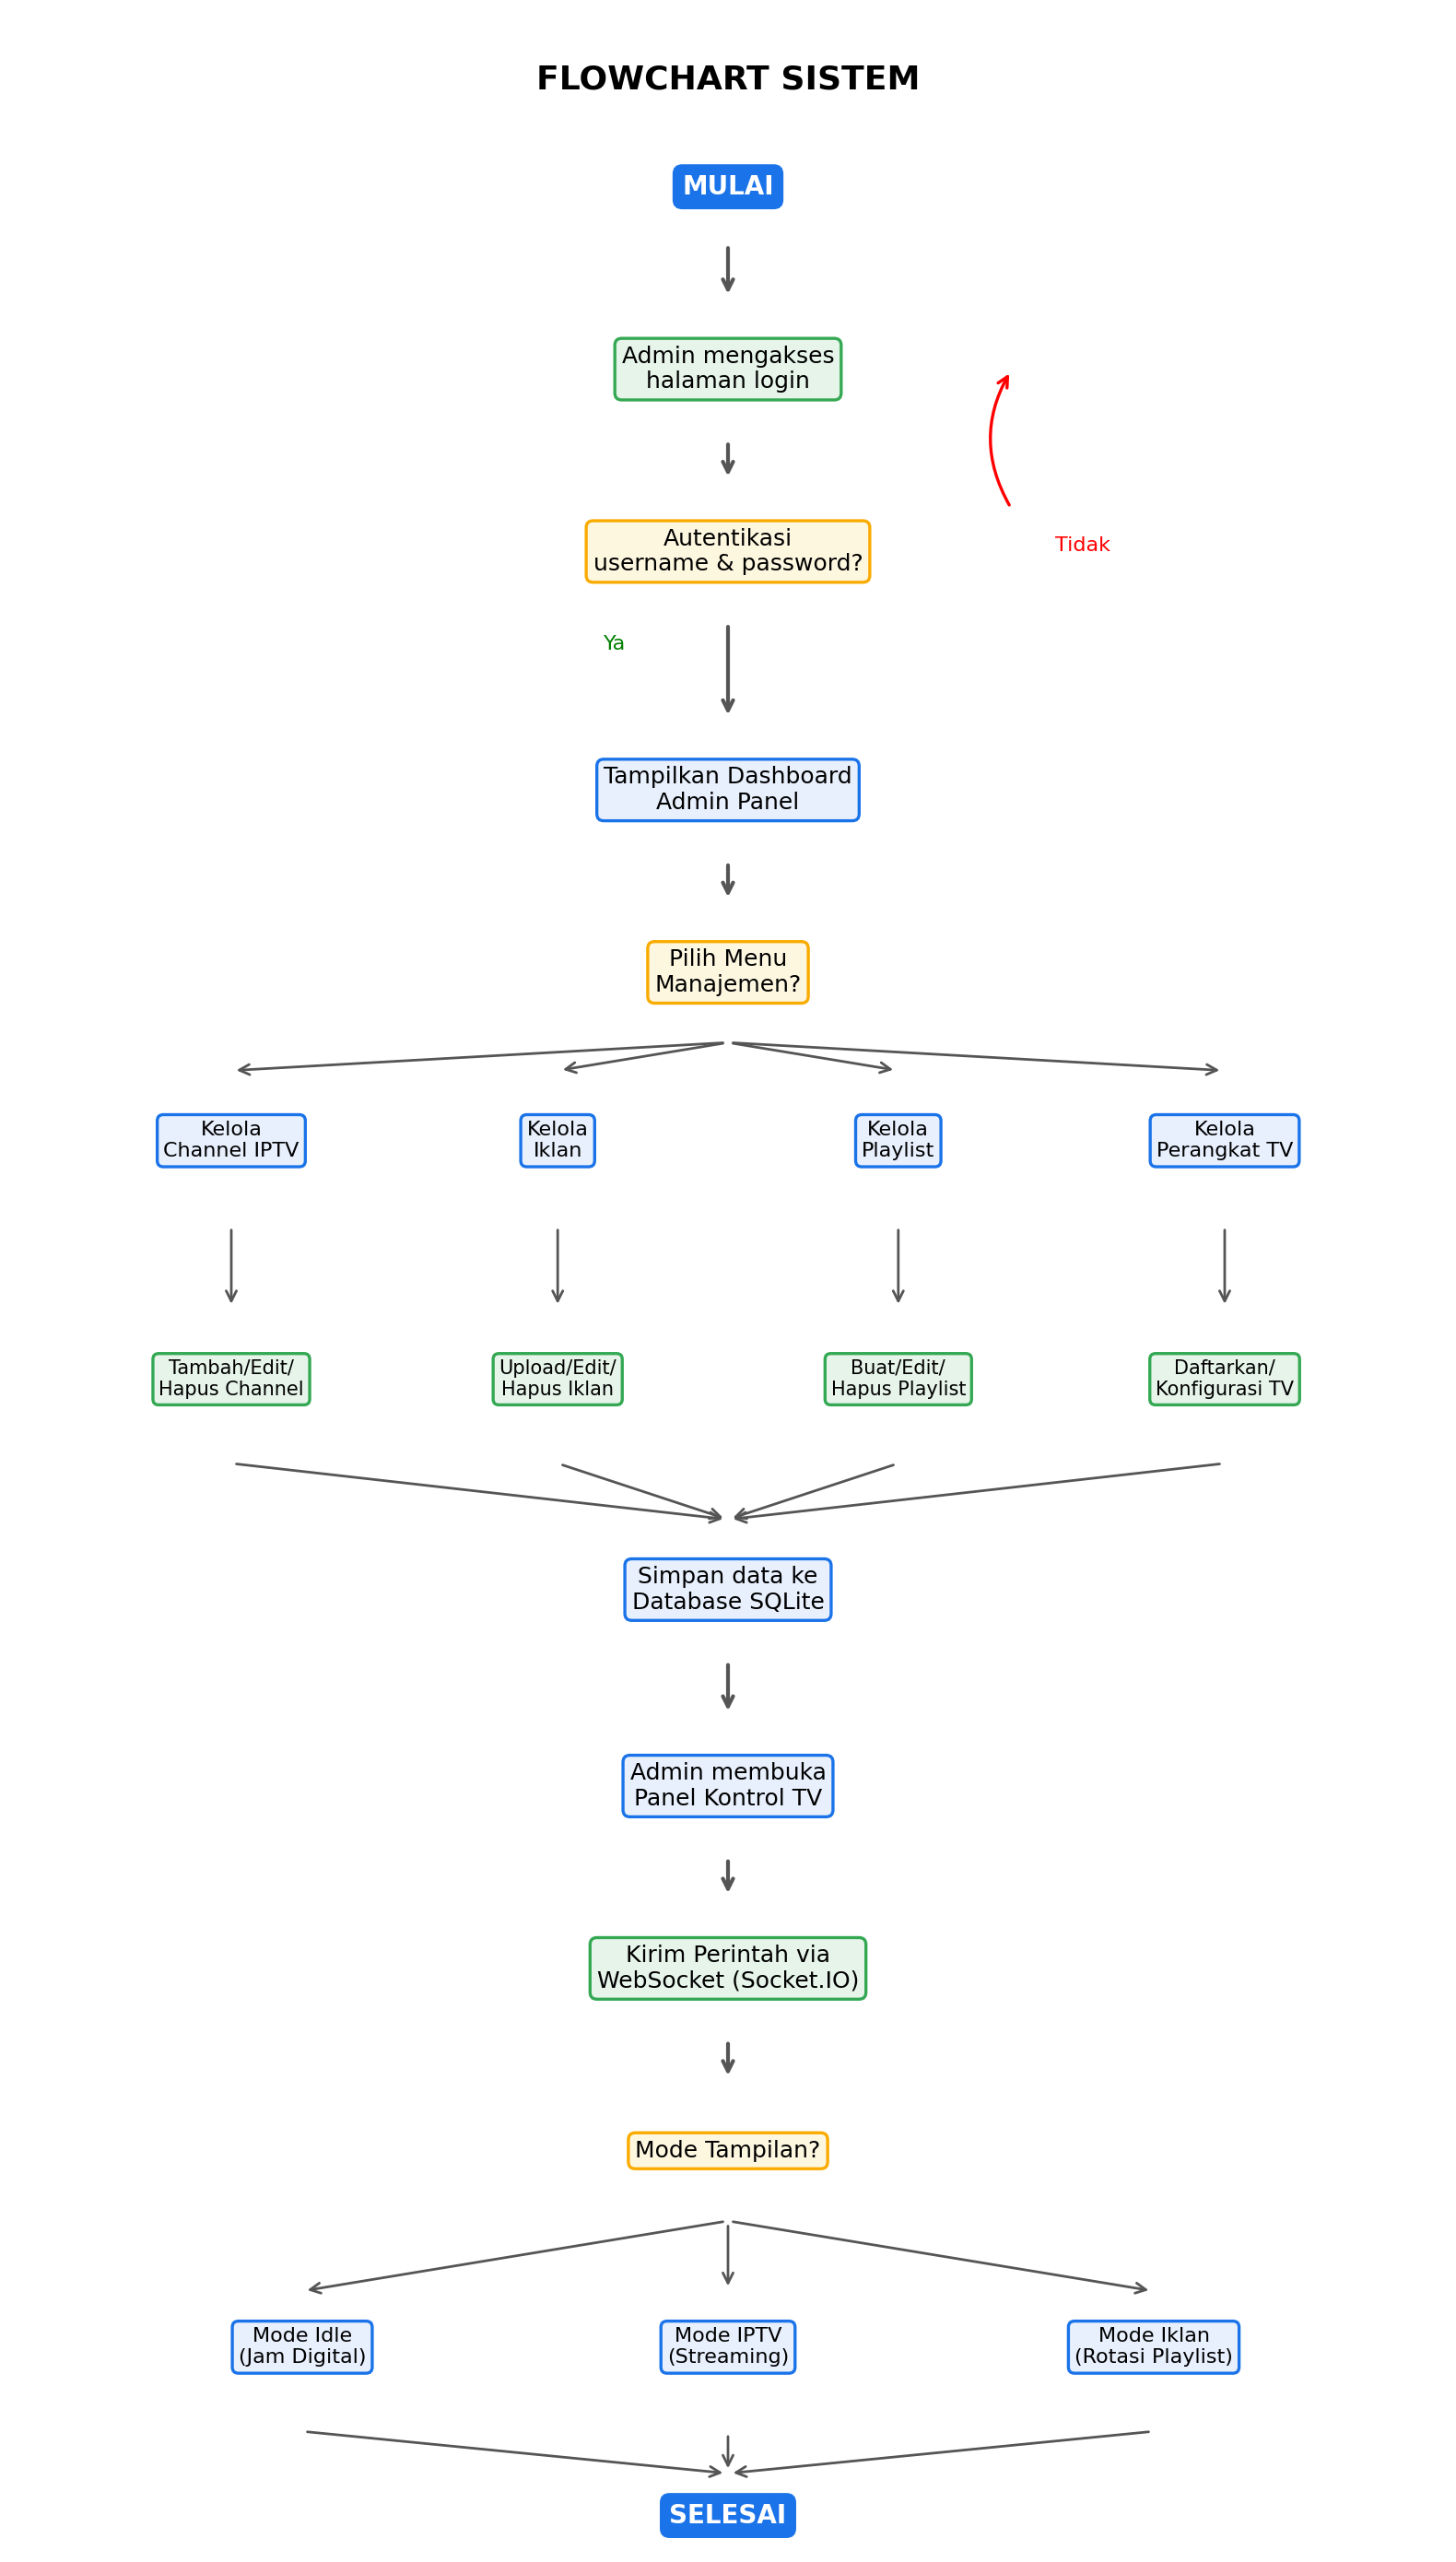 FLOWCHART SISTEM
MULAI
Admin mengakses
halaman login
Autentikasi
username & password?
Tidak
Ya
Tampilkan Dashboard
Admin Panel
Pilih Menu
Manajemen?
Kelola
Channel IPTV
Kelola
Iklan
Kelola
Playlist
Kelola
Perangkat TV
Tambah/Edit/
Hapus Channel
Upload/Edit/
Hapus Iklan
Buat/Edit/
Hapus Playlist
Daftarkan/
Konfigurasi TV
Simpan data ke
Database SQLite
Admin membuka
Panel Kontrol TV
Kirim Perintah via
WebSocket (Socket.IO)
Mode Tampilan?
Mode Idle
(Jam Digital)
Mode IPTV
(Streaming)
Mode Iklan
(Rotasi Playlist)
SELESAI